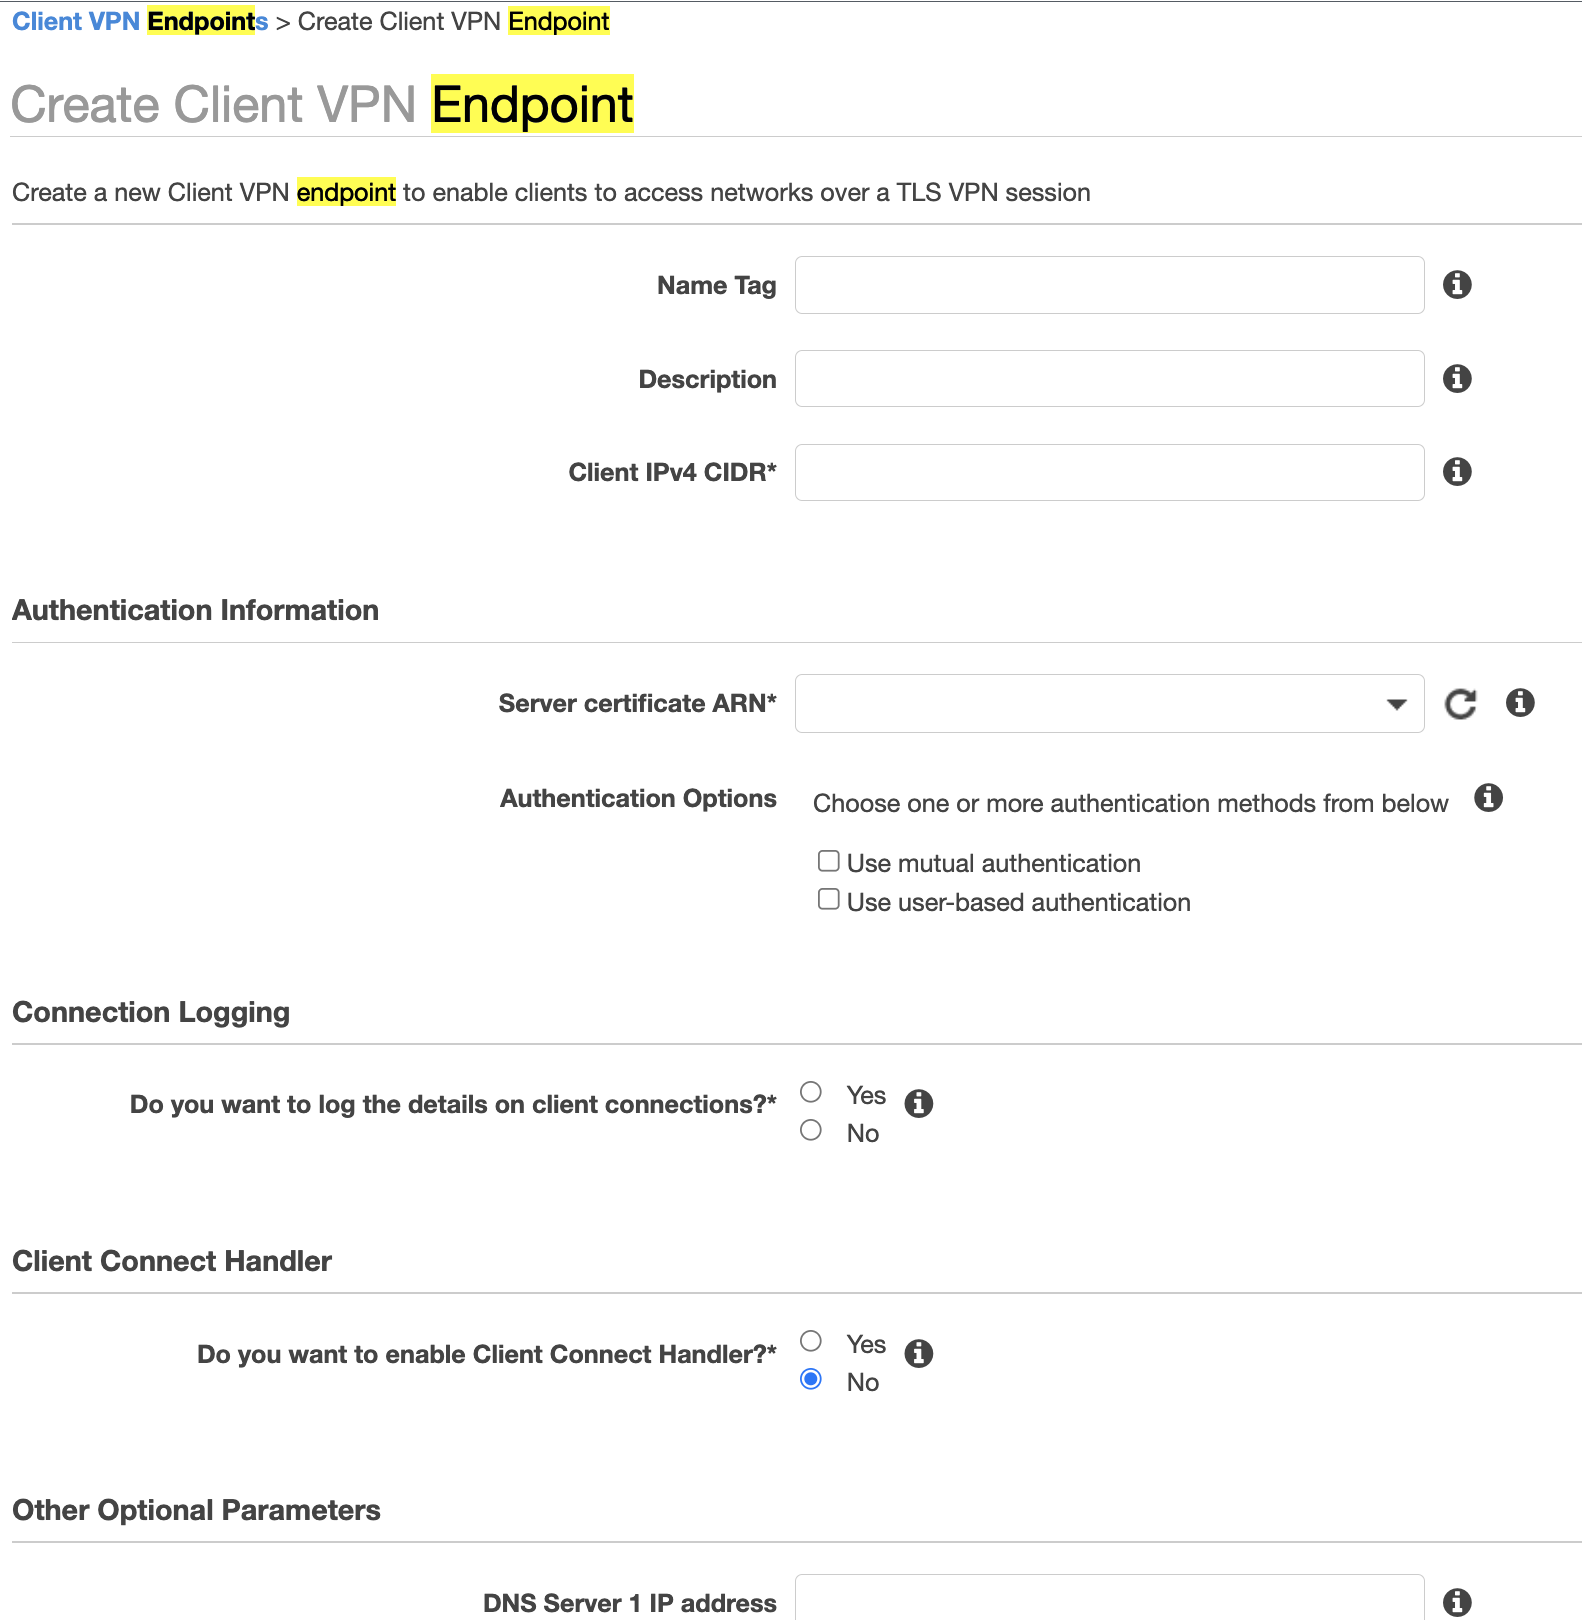 Client VPN Endpoints > Create Client VPN Endpoint
Create Client VPN Endpoint
Create a new Client VPN endpoint to enable clients to access networks over a TLS VPN session
Name Tag
Description
Client IPv4 CIDR*
Authentication Information
Server certificate ARN*
Authentication Options Choose one or more authentication methods from below
Use mutual authentication
Use user-based authentication
Connection Logging
Do you want to log the details on client connections?* Yes
No
Client Connect Handler
Do you want to enable Client Connect Handler?* Yes
No
Other Optional Parameters
DNS Server 1 IP address